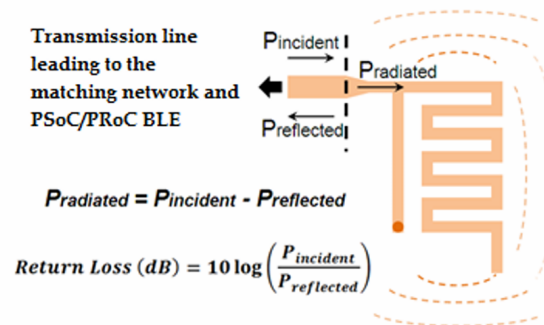 Transmission line
leading to the
matching network and
PSoC/PRoC BLE
Pincident
Pradiated
Preflected
Pradiated = Pincident - Preflected
Return Loss (dB) = 10 log(Pincident/Preflected)